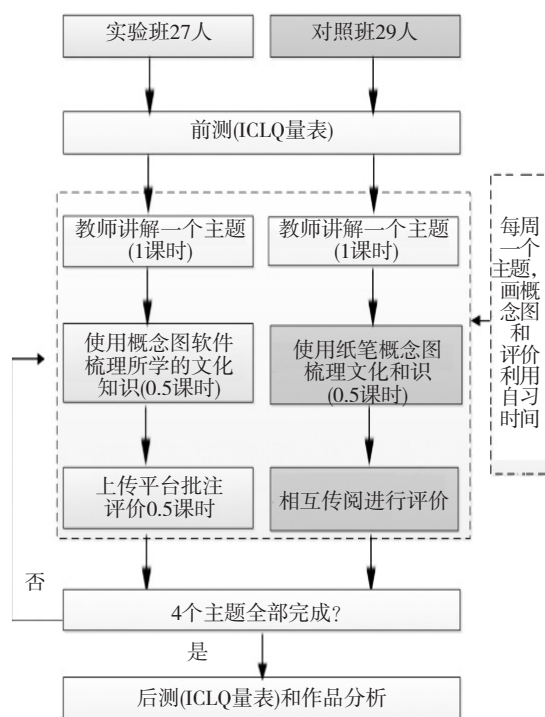 实验班27人
对照班29人
前测(ICLQ量表)
教师讲解一个主题
(1课时)
教师讲解一个主题
(1课时)
使用概念图软件
梳理所学的文化
知识(0.5课时)
使用纸笔概念图
梳理文化和识
(0.5课时)
上传平台批注
评价0.5课时
相互传阅进行评价
每周
一个
主题,
画概
念图
和
评价
利用
自习
时间
否
4个主题全部完成?
是
后测(ICLQ量表)和作品分析